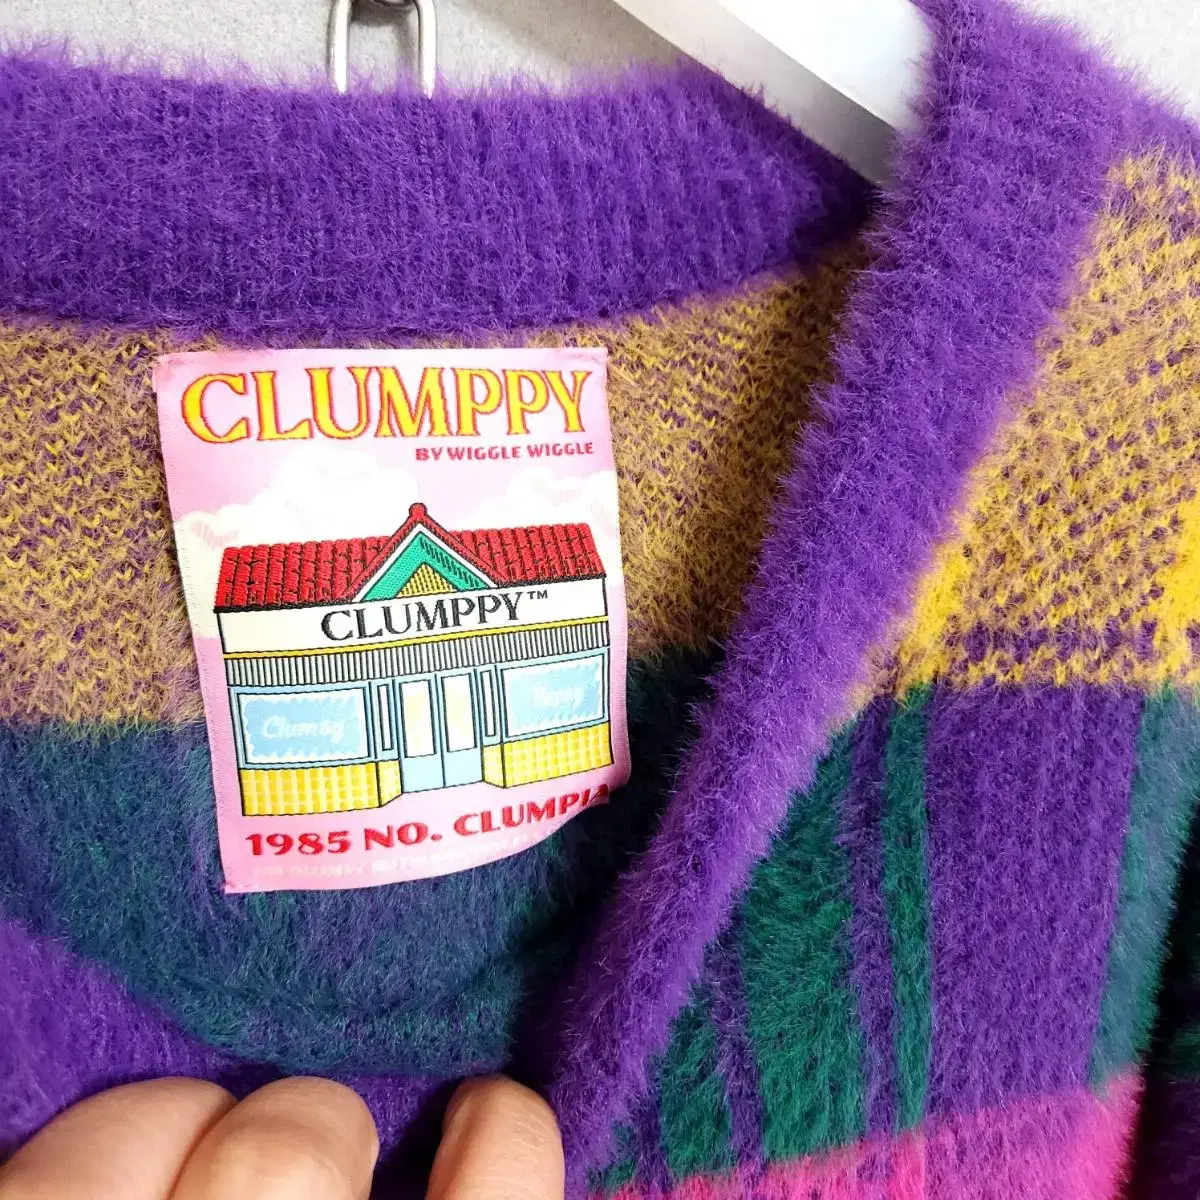 CLUMPPY
BY WIGGLE WIGGLE
CLUMPPY™
Clumsy
1985 NO. CLUMPIA